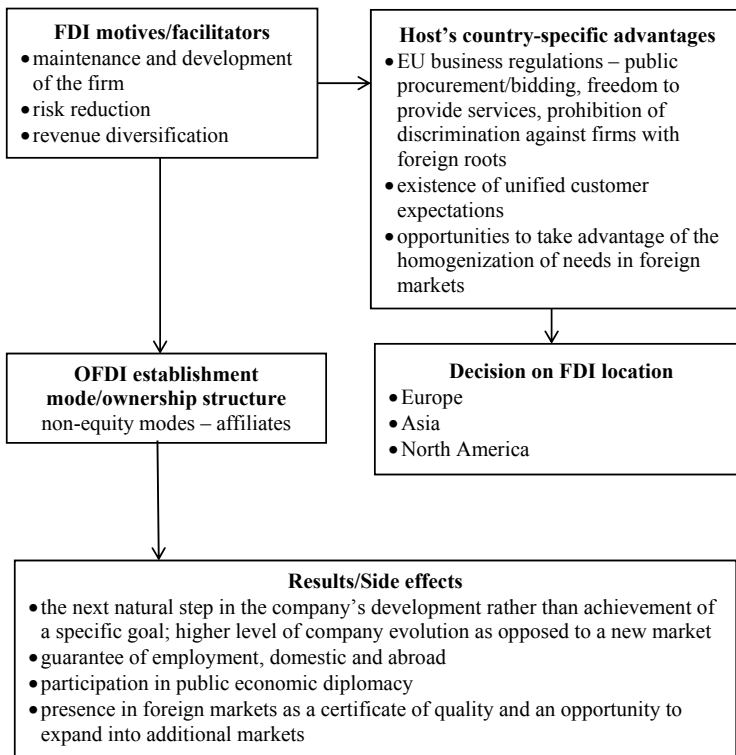 FDI motives/facilitators
• maintenance and development
of the firm
• risk reduction
• revenue diversification
Host’s country-specific advantages
• EU business regulations – public
procurement/bidding, freedom to
provide services, prohibition of
discrimination against firms with
foreign roots
• existence of unified customer
expectations
• opportunities to take advantage of the
homogenization of needs in foreign
markets
OFDI establishment
mode/ownership structure
non-equity modes – affiliates
Decision on FDI location
• Europe
• Asia
• North America
Results/Side effects
• the next natural step in the company’s development rather than achievement of
a specific goal; higher level of company evolution as opposed to a new market
• guarantee of employment, domestic and abroad
• participation in public economic diplomacy
• presence in foreign markets as a certificate of quality and an opportunity to
expand into additional markets